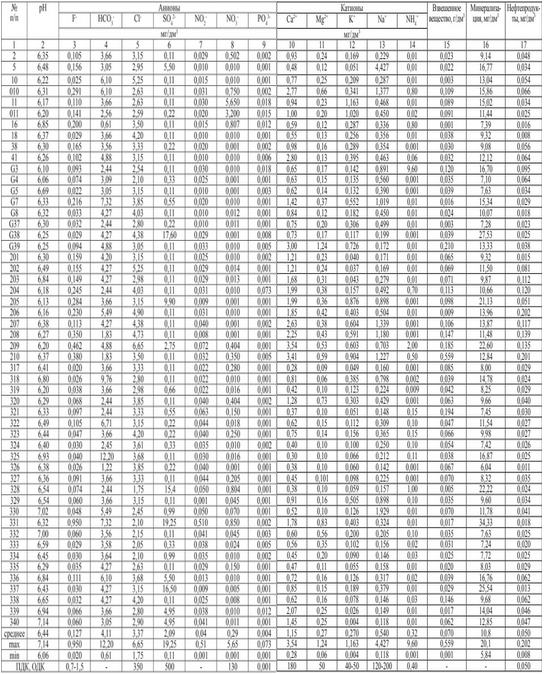 № п/п pH Анионы Катионы Взвешенное вещество, г/дм³ Минерализация, мг/дм³ Нефтепродукты, мг/дм³
F⁻ HCO₃⁻ Cl⁻ SO₄²⁻ NO₂⁻ NO₃⁻ PO₄³⁻ Ca²⁺ Mg²⁺ K⁺ Na⁺ NH₄⁺
мг/дм³ мг/дм³
1 2 3 4 5 6 7 8 9 10 11 12 13 14 15 16 17
2 6,35 0,105 3,66 3,15 0,11 0,029 0,502 0,002 0,93 0,24 0,169 0,229 0,01 0,023 9,14 0,048
5 6,48 0,156 3,05 2,95 5,50 0,010 0,010 0,001 0,48 0,12 0,051 4,427 0,01 0,022 16,77 0,034
10 6,22 0,025 6,10 5,25 0,11 0,015 0,010 0,001 0,77 0,25 0,209 0,287 0,01 0,003 13,04 0,054
010 6,31 0,291 6,10 2,63 0,11 0,031 0,750 0,002 2,77 0,66 0,341 1,377 0,80 0,109 15,86 0,066
11 6,17 0,110 3,66 2,63 0,11 0,030 5,650 0,018 0,94 0,23 1,163 0,468 0,01 0,089 15,02 0,034
011 6,20 0,141 2,56 2,59 0,22 0,020 3,200 0,015 1,00 0,20 1,020 0,450 0,02 0,091 11,44 0,025
16 6,85 0,200 0,61 3,50 0,11 0,015 0,807 0,012 0,59 0,12 0,287 0,336 0,80 0,001 7,39 0,016
18 6,37 0,029 3,66 4,20 0,11 0,010 0,010 0,001 0,55 0,13 0,256 0,356 0,01 0,038 9,32 0,008
38 6,30 0,165 3,56 3,33 0,22 0,020 0,001 0,002 0,98 0,16 0,289 0,354 0,001 0,030 9,08 0,056
41 6,26 0,102 4,88 3,15 0,11 0,010 0,010 0,006 2,80 0,13 0,395 0,463 0,06 0,032 12,12 0,064
G3 6,10 0,093 2,44 2,54 0,11 0,030 0,010 0,018 0,65 0,17 0,142 0,891 9,60 0,120 16,70 0,095
G4 6,06 0,074 3,09 2,10 0,33 0,025 0,001 0,001 0,63 0,15 0,135 0,560 0,001 0,035 7,10 0,064
G5 6,69 0,022 3,05 3,15 0,11 0,010 0,001 0,003 0,62 0,14 0,132 0,390 0,001 0,039 7,63 0,034
G7 6,33 0,216 7,32 3,85 0,55 0,020 0,010 0,001 1,42 0,37 0,552 1,019 0,01 0,016 15,34 0,029
G8 6,32 0,033 4,27 4,03 0,11 0,010 0,012 0,001 0,84 0,12 0,182 0,450 0,01 0,024 10,07 0,018
G37 6,30 0,032 2,44 2,80 0,22 0,010 0,011 0,001 0,75 0,20 0,306 0,499 0,01 0,003 7,28 0,023
G38 6,25 0,029 4,27 4,38 17,60 0,029 0,001 0,008 0,73 0,17 0,117 0,199 0,001 0,039 27,53 0,025
G39 6,25 0,094 4,88 3,05 0,11 0,033 0,010 0,005 3,00 1,24 0,726 0,172 0,01 0,210 13,33 0,038
201 6,30 0,159 4,20 3,15 0,11 0,025 0,010 0,002 1,21 0,23 0,040 0,171 0,01 0,065 9,32 0,015
202 6,49 0,155 4,27 5,25 0,11 0,029 0,014 0,001 1,21 0,24 0,037 0,169 0,01 0,069 11,50 0,081
203 6,84 0,149 4,27 2,98 0,11 0,029 0,013 0,001 1,68 0,31 0,043 0,279 0,01 0,071 9,87 0,112
204 6,18 0,245 2,44 4,03 0,11 0,031 0,010 0,073 1,99 0,38 0,157 0,492 0,70 0,113 10,66 0,120
205 6,13 0,284 3,66 3,15 9,90 0,009 0,001 0,001 1,99 0,36 0,876 0,898 0,001 0,098 21,13 0,051
206 6,16 0,230 5,49 4,90 0,11 0,031 0,010 0,001 1,85 0,42 0,403 0,504 0,01 0,009 13,96 0,202
207 6,38 0,113 4,27 4,38 0,11 0,040 0,001 0,002 2,63 0,38 0,604 1,339 0,001 0,106 13,87 0,117
208 6,27 0,350 1,83 4,73 0,11 0,008 0,001 0,001 2,25 0,43 0,591 1,180 0,001 0,147 11,48 0,139
209 6,20 0,462 4,88 6,65 2,75 0,072 0,404 0,001 3,54 0,53 0,603 0,703 2,00 0,185 22,60 0,135
210 6,37 0,380 1,83 3,50 0,11 0,032 0,350 0,005 3,41 0,59 0,904 1,227 0,50 0,559 12,84 0,201
317 6,41 0,020 3,66 3,33 0,11 0,022 0,280 0,001 0,28 0,09 0,049 0,160 0,001 0,085 8,00 0,029
318 6,80 0,026 9,76 2,80 0,11 0,022 0,010 0,001 0,81 0,06 0,385 0,798 0,002 0,039 14,78 0,024
319 6,20 0,038 3,66 2,98 0,66 0,022 0,016 0,001 0,42 0,10 0,123 0,224 0,009 0,042 8,25 0,029
320 6,29 0,068 2,44 3,85 0,11 0,040 0,404 0,002 1,28 0,73 0,303 0,429 0,001 0,063 9,66 0,040
321 6,33 0,097 2,44 3,33 0,55 0,063 0,150 0,001 0,37 0,10 0,051 0,148 0,15 0,194 7,45 0,030
322 6,49 0,105 6,71 3,15 0,22 0,044 0,018 0,001 0,62 0,15 0,112 0,309 0,10 0,047 11,54 0,027
323 6,44 0,047 3,66 4,20 0,22 0,040 0,250 0,001 0,75 0,14 0,156 0,365 0,15 0,066 9,98 0,027
324 6,40 0,030 2,45 3,61 0,33 0,035 0,010 0,002 0,40 0,10 0,100 0,250 0,10 0,054 7,42 0,026
325 6,93 0,040 12,20 3,68 0,11 0,030 0,016 0,001 0,30 0,10 0,066 0,212 0,11 0,038 16,87 0,025
326 6,38 0,026 1,22 3,85 0,22 0,040 0,001 0,001 0,38 0,10 0,060 0,142 0,001 0,067 6,04 0,011
327 6,36 0,091 3,66 3,33 0,11 0,044 0,205 0,001 0,45 0,101 0,098 0,225 0,001 0,070 8,32 0,035
328 6,54 0,074 2,44 1,75 15,4 0,050 0,804 0,001 0,38 0,10 0,059 0,157 1,00 0,005 22,22 0,024
329 6,54 0,060 3,66 3,15 0,11 0,001 0,045 0,001 0,91 0,16 0,505 0,898 0,10 0,035 9,60 0,034
330 7,02 0,048 5,49 2,45 0,99 0,050 0,070 0,001 0,52 0,10 0,126 1,929 0,01 0,070 11,78 0,041
331 6,32 0,950 7,32 2,10 19,25 0,510 0,850 0,002 1,78 0,83 0,403 0,324 0,01 0,017 34,33 0,018
332 7,00 0,060 3,56 2,15 0,11 0,041 0,045 0,003 0,60 0,56 0,200 0,205 0,10 0,035 7,63 0,025
333 6,59 0,029 3,58 2,05 0,33 0,038 0,024 0,005 0,56 0,35 0,102 0,156 0,02 0,031 7,24 0,020
334 6,45 0,030 3,64 2,10 0,99 0,035 0,010 0,002 0,45 0,20 0,090 0,146 0,03 0,025 7,72 0,025
335 6,29 0,035 4,27 2,63 0,11 0,029 0,150 0,001 0,47 0,11 0,055 0,158 0,01 0,020 8,03 0,029
336 6,84 0,111 6,10 3,68 5,50 0,013 0,010 0,001 0,72 0,16 0,126 0,317 0,02 0,039 16,76 0,062
337 6,43 0,030 4,27 3,15 16,50 0,009 0,005 0,001 0,85 0,15 0,189 0,379 0,01 0,029 25,54 0,013
338 6,65 0,032 4,27 4,20 0,11 0,025 0,008 0,001 0,62 0,16 0,078 0,146 0,03 0,146 9,68 0,062
339 6,94 0,066 3,66 2,80 4,95 0,038 0,010 0,012 2,07 0,25 0,026 0,149 0,01 0,017 14,04 0,046
340 7,14 0,060 3,05 2,90 4,95 0,041 0,011 0,001 1,45 0,25 0,004 0,118 0,01 0,062 12,85 0,047
среднее 6,44 0,127 4,11 3,37 2,09 0,04 0,29 0,004 1,15 0,27 0,270 0,540 0,32 0,070 10,8 0,050
max 7,14 0,950 12,20 6,65 19,25 0,51 5,65 0,073 3,54 1,24 1,163 4,427 9,60 0,559 20,1 0,202
min 6,06 0,020 0,61 1,75 0,11 0,001 0,001 0,001 0,28 0,06 0,004 0,118 0,001 0,001 5,84 0,008
ПДК, ОДК 0,7-1,5 - 350 500 - 130 0,001 180 50 40-50 120-200 0.40 - - 0,050